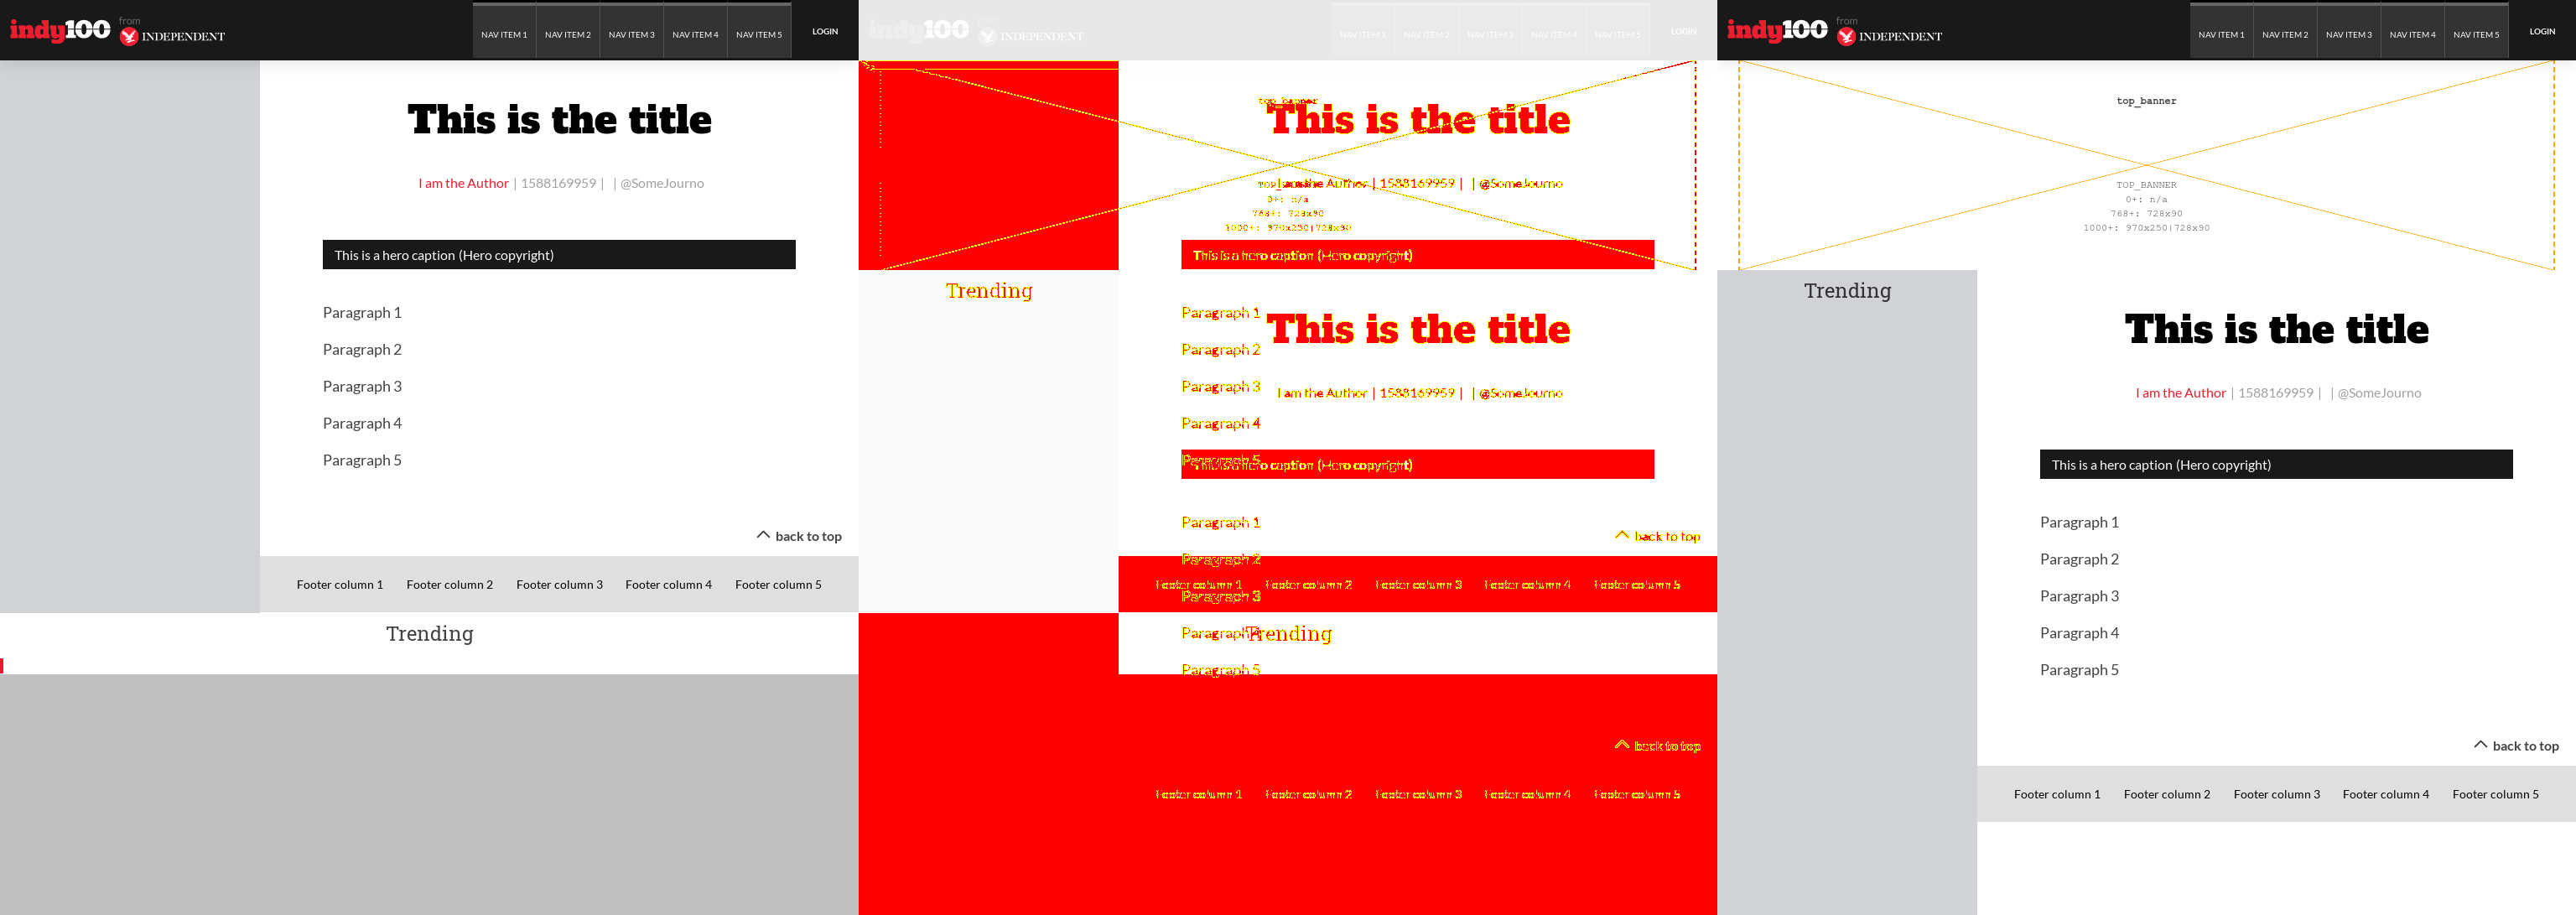 indy100 from INDEPENDENT
NAV ITEM 1 NAV ITEM 2 NAV ITEM 3 NAV ITEM 4 NAV ITEM 5 LOGIN
This is the title
I am the Author | 1588169959 | | @SomeJourno
This is a hero caption (Hero copyright)
Paragraph 1
Paragraph 2
Paragraph 3
Paragraph 4
Paragraph 5
back to top
Footer column 1 Footer column 2 Footer column 3 Footer column 4 Footer column 5
Trending
indy100 from INDEPENDENT
NAV ITEM 1 NAV ITEM 2 NAV ITEM 3 NAV ITEM 4 NAV ITEM 5 LOGIN
top_banner
This is the title
I am the Author | 1588169959 | | @SomeJourno
0+: n/a
768+: 728x90
1000+: 970x250|728x90
This is a hero caption (Hero copyright)
Trending
Paragraph 1
This is the title
Paragraph 2
Paragraph 3
I am the Author | 1588169959 | | @SomeJourno
Paragraph 4
Paragraph 5
This is a hero caption (Hero copyright)
Paragraph 1
back to top
Paragraph 2
Footer column 1 Footer column 2 Footer column 3 Footer column 4 Footer column 5
Paragraph 3
Paragraph 4
Trending
Paragraph 5
back to top
Footer column 1 Footer column 2 Footer column 3 Footer column 4 Footer column 5
indy100 from INDEPENDENT
NAV ITEM 1 NAV ITEM 2 NAV ITEM 3 NAV ITEM 4 NAV ITEM 5 LOGIN
top_banner
TOP_BANNER
0+: n/a
768+: 728x90
1000+: 970x250|728x90
Trending
This is the title
I am the Author | 1588169959 | | @SomeJourno
This is a hero caption (Hero copyright)
Paragraph 1
Paragraph 2
Paragraph 3
Paragraph 4
Paragraph 5
back to top
Footer column 1 Footer column 2 Footer column 3 Footer column 4 Footer column 5